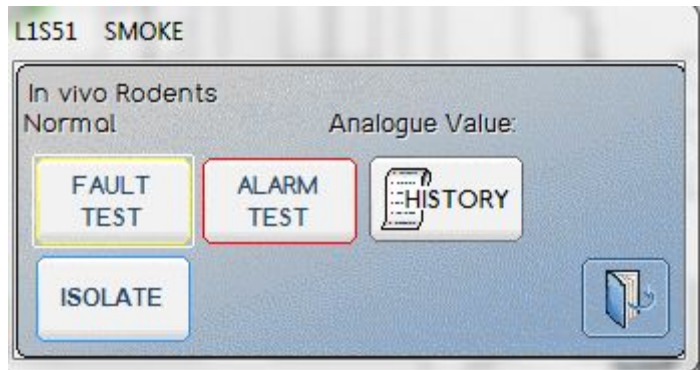 L1S51 SMOKE
In vivo Rodents
Normal Analogue Value:
FAULT TEST
ALARM TEST
HISTORY
ISOLATE